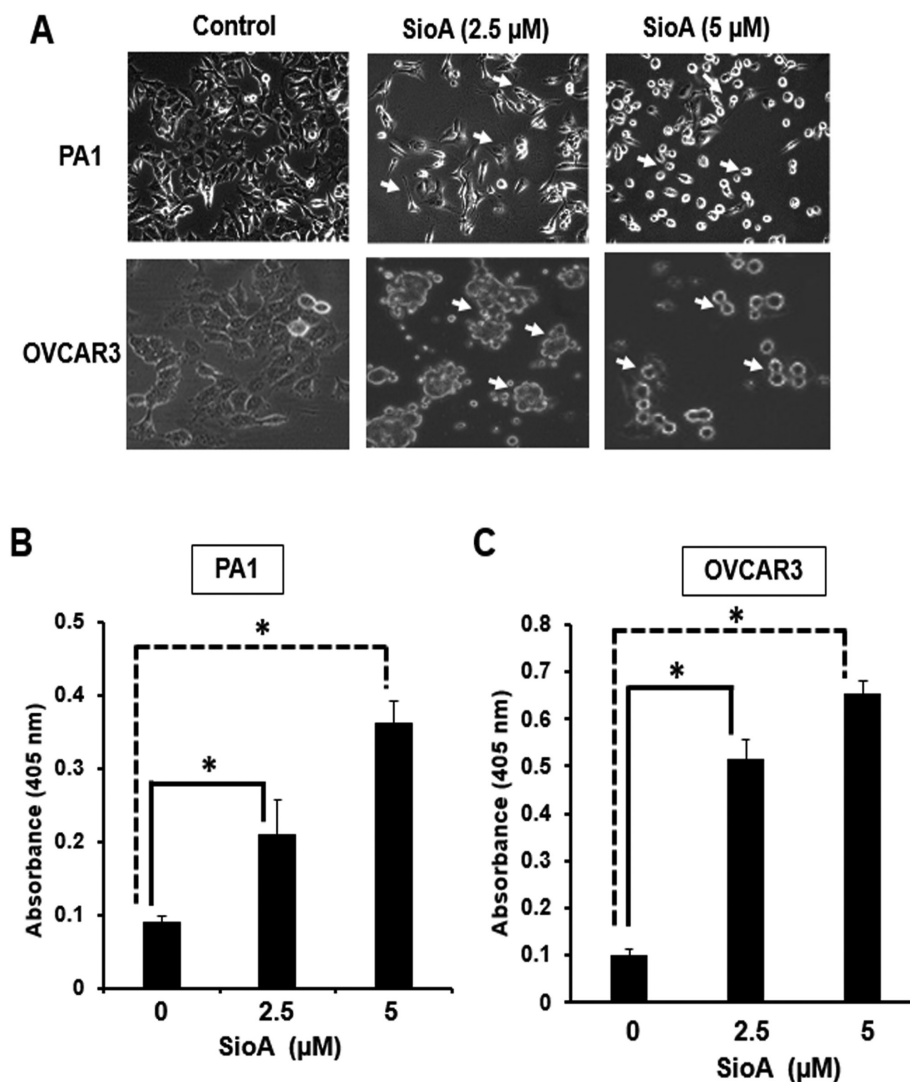 A
Control
SioA (2.5 µM)
SioA (5 µM)
PA1
OVCAR3
B
PA1
0.5
0.4
0.3
0.2
0.1
0
Absorbance (405 nm)
*
*
0
2.5
5
SioA (µM)
C
OVCAR3
0.8
0.7
0.6
0.5
0.4
0.3
0.2
0.1
0
Absorbance (405 nm)
*
*
0
2.5
5
SioA (µM)